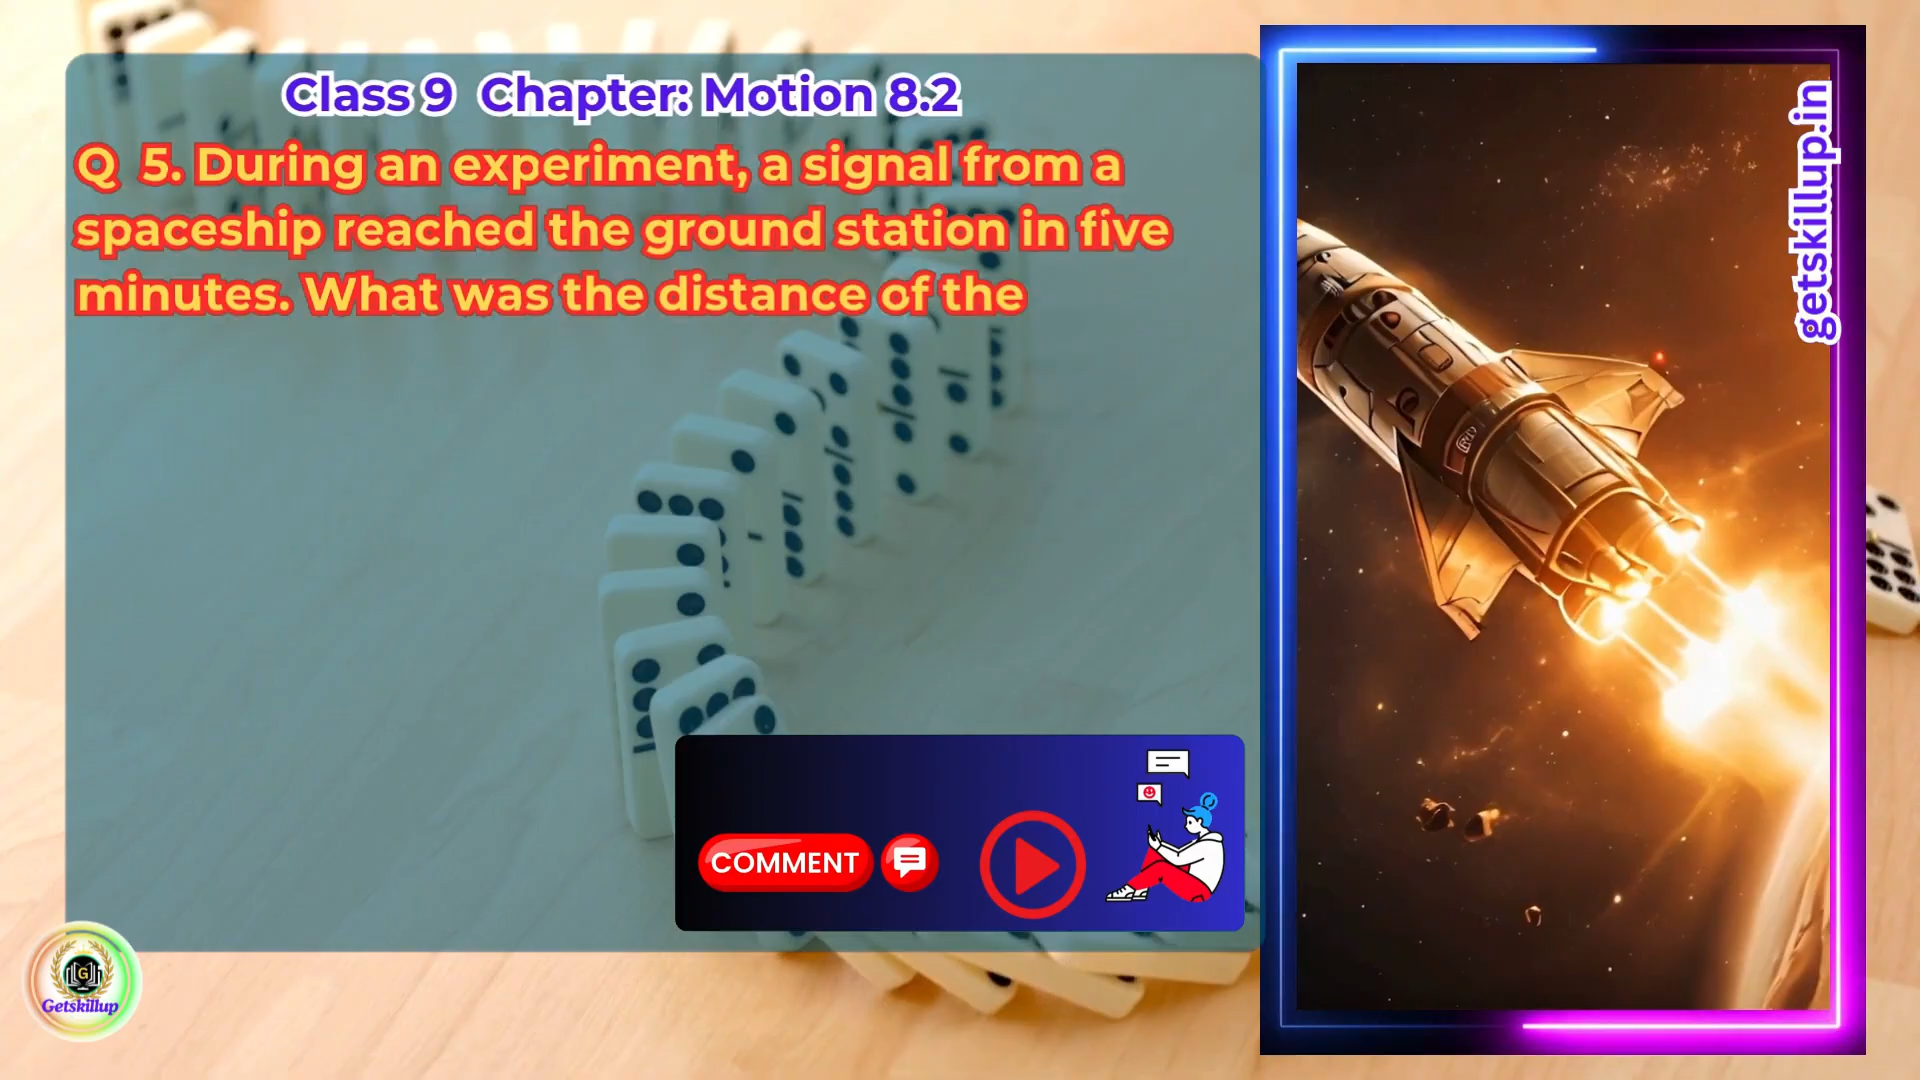 Class 9 Chapter: Motion 8.2
Q 5. During an experiment, a signal from a
spaceship reached the ground station in five
minutes. What was the distance of the
getskillup.in
COMMENT
G
Getskillup